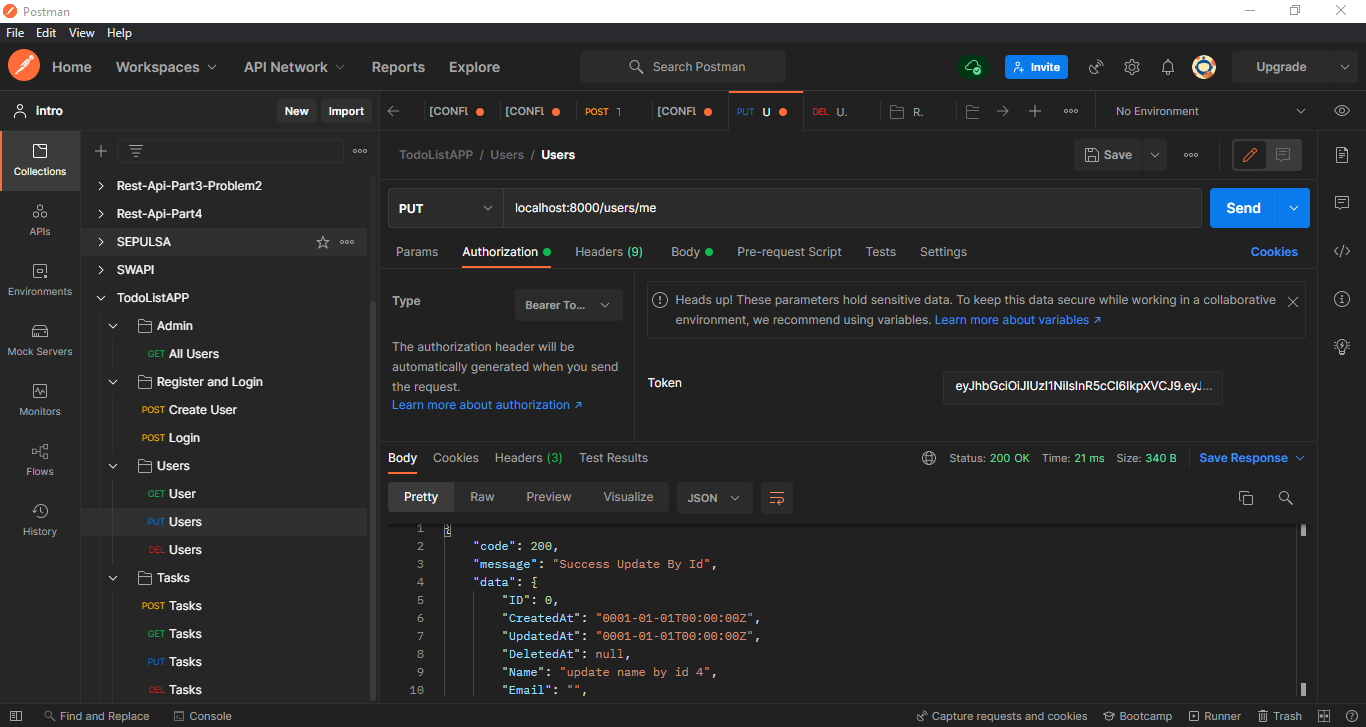 Postman
File Edit View Help
Home Workspaces API Network Reports Explore Search Postman Invite Upgrade
intro New Import
[CONFL [CONFL POST T [CONFL PUT U DEL U. R. No Environment
Collections
APIs
Environments
Mock Servers
Monitors
Flows
History
Rest-Api-Part3-Problem2
Rest-Api-Part4
SEPULSA
SWAPI
TodoListAPP
Admin
GET All Users
Register and Login
POST Create User
POST Login
Users
GET User
PUT Users
DEL Users
Tasks
POST Tasks
GET Tasks
PUT Tasks
DEL Tasks
TodoListAPP / Users / Users Save
PUT localhost:8000/users/me Send
Params Authorization Headers (9) Body Pre-request Script Tests Settings Cookies
Type Bearer To...
The authorization header will be
automatically generated when you send
the request.
Learn more about authorization ↗
Heads up! These parameters hold sensitive data. To keep this data secure while working in a collaborative
environment, we recommend using variables. Learn more about variables ↗
Token eyJhbGciOiJIUzI1NiIsInR5cCI6IkpXVCJ9.eyJ...
Body Cookies Headers (3) Test Results Status: 200 OK Time: 21 ms Size: 340 B Save Response
Pretty Raw Preview Visualize JSON
1 {
2 "code": 200,
3 "message": "Success Update By Id",
4 "data": {
5 "ID": 0,
6 "CreatedAt": "0001-01-01T00:00:00Z",
7 "UpdatedAt": "0001-01-01T00:00:00Z",
8 "DeletedAt": null,
9 "Name": "update name by id 4",
10 "Email": "",
Find and Replace Console Capture requests and cookies Bootcamp Runner Trash